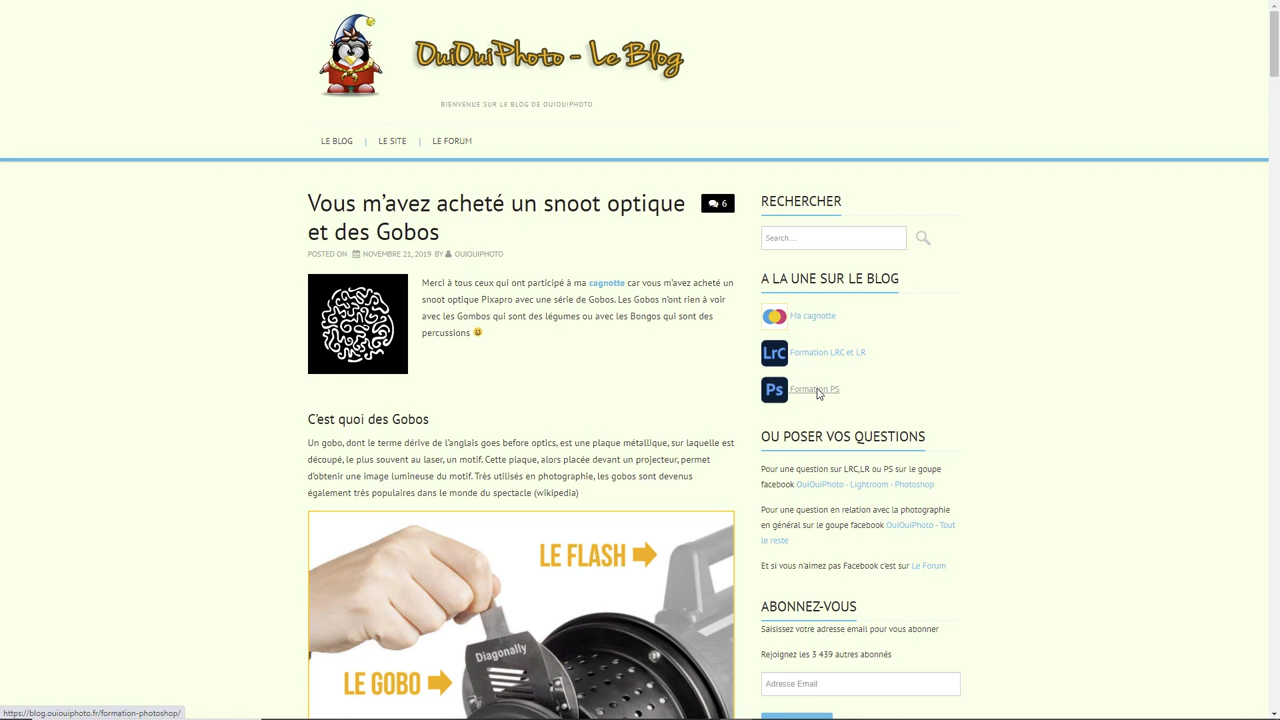 OuiOuiPhoto - Le Blog
BIENVENUE SUR LE BLOG DE OUIOUIPHOTO
LE BLOG | LE SITE | LE FORUM
Vous m’avez acheté un snoot optique
et des Gobos
6
POSTED ON NOVEMBRE 21, 2019 BY OUIOUIPHOTO
Merci à tous ceux qui ont participé à ma cagnotte car vous m’avez acheté un
snoot optique Pixapro avec une série de Gobos. Les Gobos n’ont rien à voir
avec les Gombos qui sont des légumes ou avec les Bongos qui sont des
percussions
C’est quoi des Gobos
Un gobo, dont le terme dérive de l’anglais goes before optics, est une plaque métallique, sur laquelle est
découpé, le plus souvent au laser, un motif. Cette plaque, alors placée devant un projecteur, permet
d’obtenir une image lumineuse du motif. Très utilisés en photographie, les gobos sont devenus
également très populaires dans le monde du spectacle (wikipedia)
LE FLASH
Diagonally
LE GOBO
RECHERCHER
Search ...
A LA UNE SUR LE BLOG
Ma cagnotte
LrC Formation LRC et LR
Ps Formation PS
OU POSER VOS QUESTIONS
Pour une question sur LRC,LR ou PS sur le goupe
facebook OuiOuiPhoto - Lightroom - Photoshop
Pour une question en relation avec la photographie
en général sur le goupe facebook OuiOuiPhoto - Tout
le reste
Et si vous n'aimez pas Facebook c'est sur Le Forum
ABONNEZ-VOUS
Saisissez votre adresse email pour vous abonner
Rejoignez les 3 439 autres abonnés
Adresse Email
https://blog.ouiouiphoto.fr/formation-photoshop/